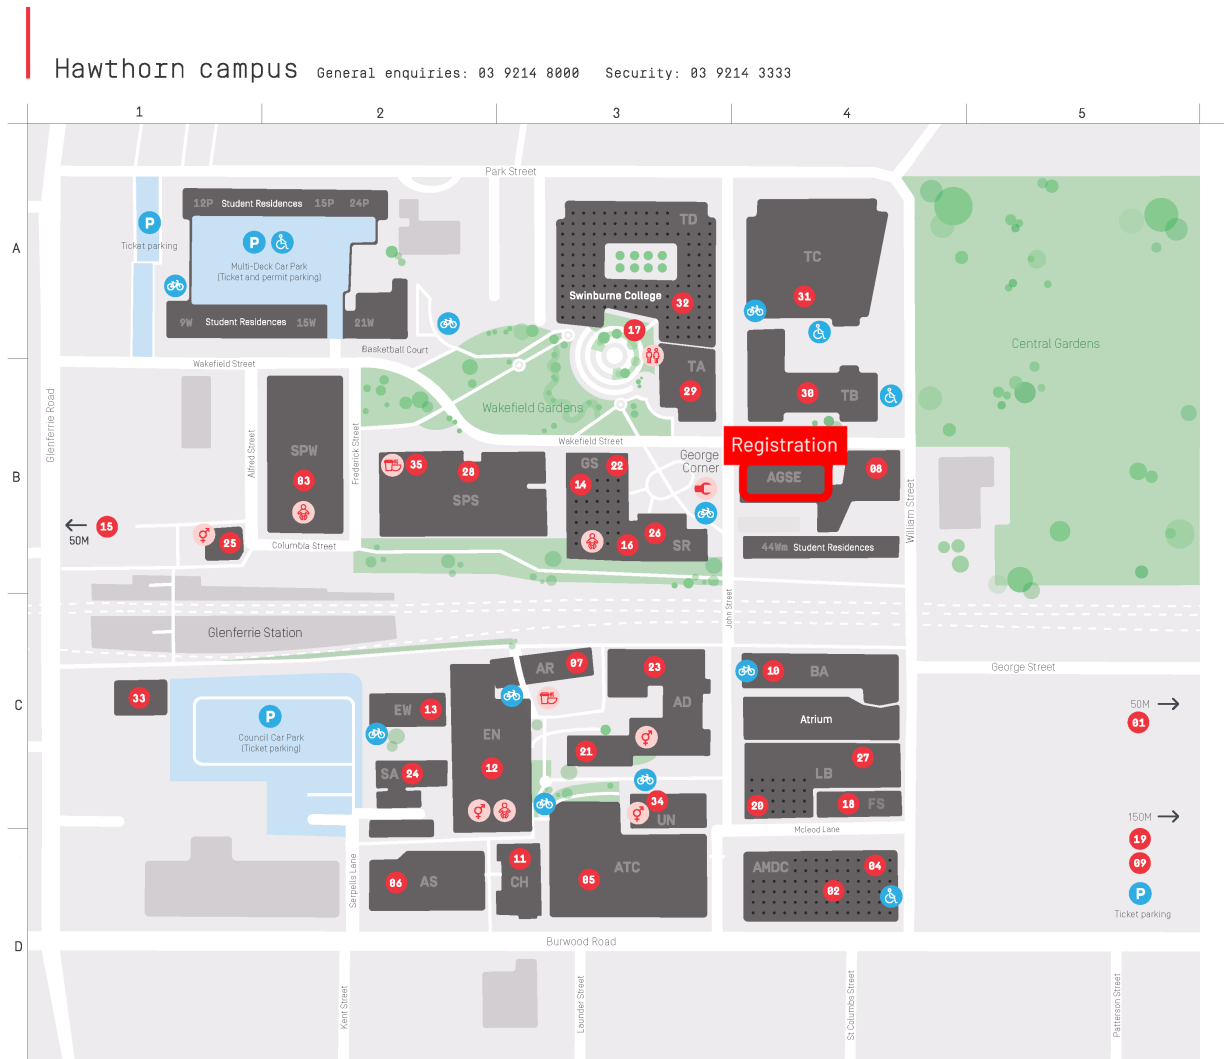 Hawthorn campus General enquiries: 03 9214 8000 Security: 03 9214 3333
1 2 3 4 5
Park Street
A
12P Student Residences 15P 24P
P
Ticket parking
P
Multi-Deck Car Park
(Ticket and permit parking)
9W Student Residences 15W
21W
Basketball Court
TD
Swinburne College
32
17
TC
31
Central Gardens
Wakefield Street
Glenferrie Road
TA
29
30
TB
Wakefield Gardens
Alfred Street
Frederick Street
Wakefield Street
Registration
B
SPW
03
35
28
SPS
GS
22
14
George
Corner
AGSE
08
William Street
15
50M
25
Columbia Street
26
16
SR
44Wm Student Residences
John Street
Glenferrie Station
AR
07
23
10
BA
George Street
C
33
P
Council Car Park
(Ticket parking)
EW
13
AD
EN
Atrium
50M
01
21
SA
24
12
27
LB
34
UN
20
18
FS
150M
Mcleod Lane
19
09
P
Ticket parking
Serpells Lane
06
AS
11
CH
05
ATC
AMDC
04
02
D
Burwood Road
Kent Street
Launder Street
St Columbs Street
Patterson Street